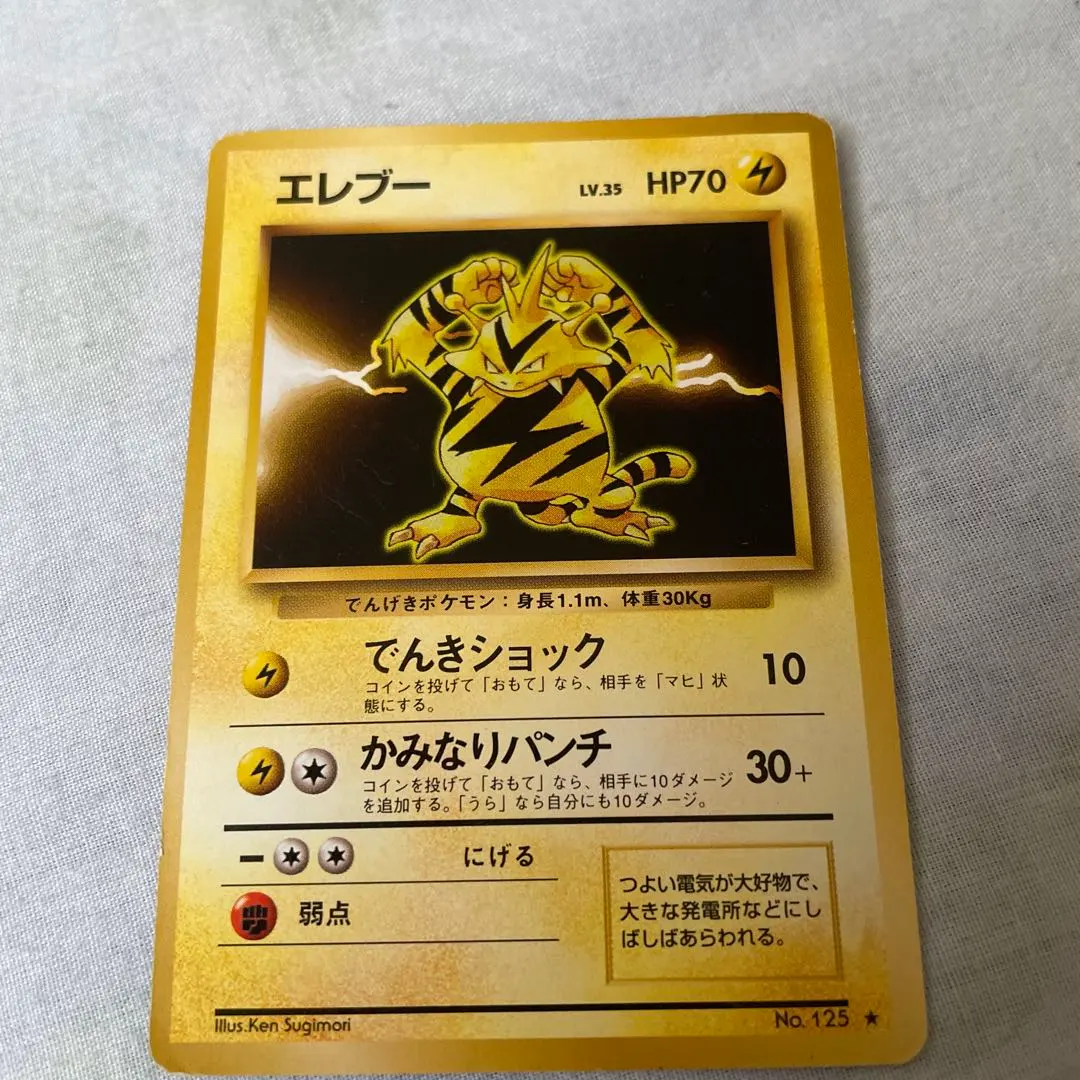 エレブー LV.35 HP70
でんげきポケモン：身長1.1m、体重30Kg
でんきショック 10
コインを投げて「おもて」なら、相手を「マヒ」状
態にする。
かみなりパンチ 30+
コインを投げて「おもて」なら、相手に10ダメージ
を追加する。「うら」なら自分にも10ダメージ。
にげる
弱点
つよい電気が大好物で、
大きな発電所などにし
ばしばあらわれる。
Illus.Ken Sugimori No. 125 ★